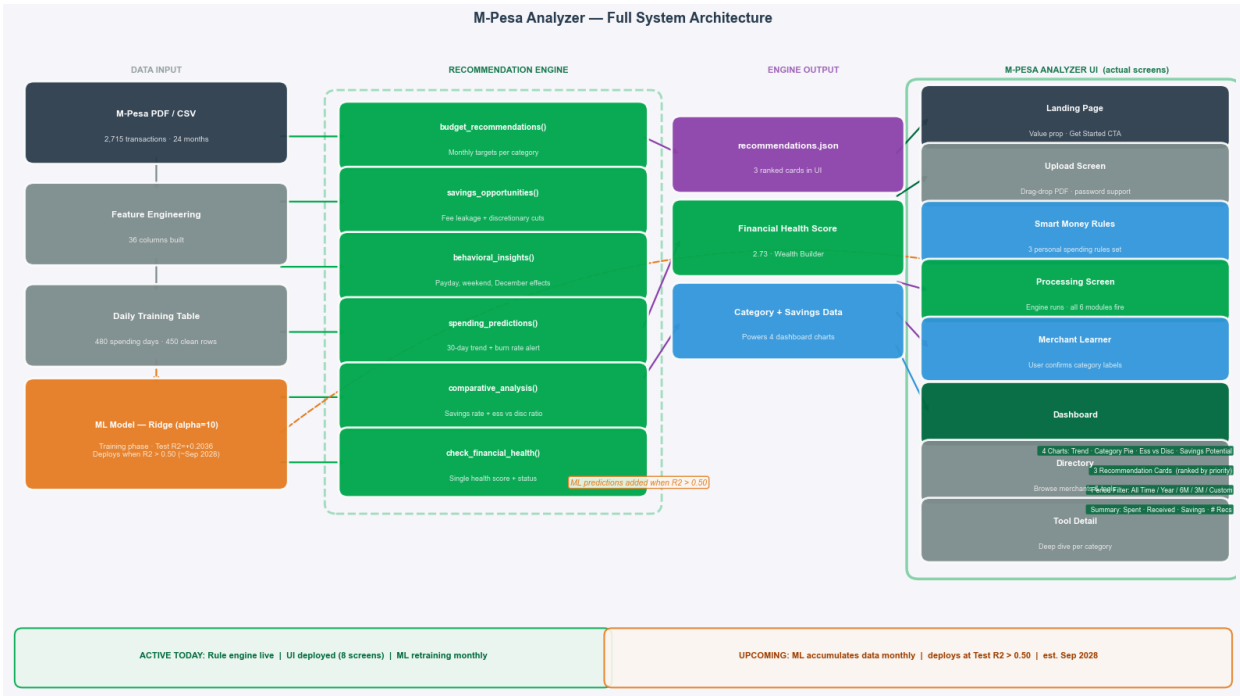 M-Pesa Analyzer — Full System Architecture
DATA INPUT
M-Pesa PDF / CSV
2,715 transactions · 24 months
Feature Engineering
36 columns built
Daily Training Table
480 spending days · 450 clean rows
ML Model — Ridge (alpha=10)
Training phase · Test R2=+0.2036
Deploys when R2 > 0.50 (~Sep 2028)
RECOMMENDATION ENGINE
budget_recommendations()
Monthly targets per category
savings_opportunities()
Fee leakage + discretionary cuts
behavioral_insights()
Payday, weekend, December effects
spending_predictions()
30-day trend + burn rate alert
comparative_analysis()
Savings rate + ess vs disc ratio
check_financial_health()
Single health score + status
ML predictions added when R2 > 0.50
ENGINE OUTPUT
recommendations.json
3 ranked cards in UI
Financial Health Score
2.73 · Wealth Builder
Category + Savings Data
Powers 4 dashboard charts
M-PESA ANALYZER UI (actual screens)
Landing Page
Value prop · Get Started CTA
Upload Screen
Drag-drop PDF · password support
Smart Money Rules
3 personal spending rules set
Processing Screen
Engine runs · all 6 modules fire
Merchant Learner
User confirms category labels
Dashboard
4 Charts: Trend · Category Pie · Ess vs Disc · Savings Potential
Directory
3 Recommendation Cards (ranked by priority)
Browse
Period Filter: All Time / Year / 6M / 3M / Custom
Summary: Spent · Received · Savings · # Recs
Tool Detail
Deep dive per category
ACTIVE TODAY: Rule engine live | UI deployed (8 screens) | ML retraining monthly
UPCOMING: ML accumulates data monthly | deploys at Test R2 > 0.50 | est. Sep 2028